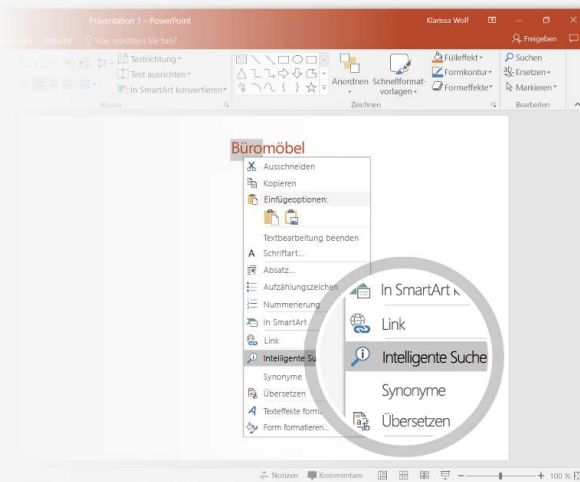 Präsentation 1 – PowerPoint
Klarissa Wolf
Ansicht
Was möchten Sie tun?
Freigeben
Textrichtung
Text ausrichten
In SmartArt konvertieren
Absatz
Anordnen
Schnellformat-
vorlagen
Fülleffekt
Formkontur
Formeffekte
Zeichnen
Suchen
Ersetzen
Markieren
Bearbeiten
Büromöbel
Ausschneiden
Kopieren
Einfügeoptionen:
Textbearbeitung beenden
Schriftart...
Absatz...
Aufzählungszeichen
Nummerierung
In SmartArt
Link
Intelligente Su
Synonyme
Übersetzen
Texteffekte form
Form formatieren...
In SmartArt k
Link
Intelligente Suche
Synonyme
Übersetzen
Notizen
Kommentare
100 %